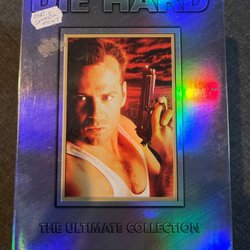 DIE HARD
THE ULTIMATE COLLECTION